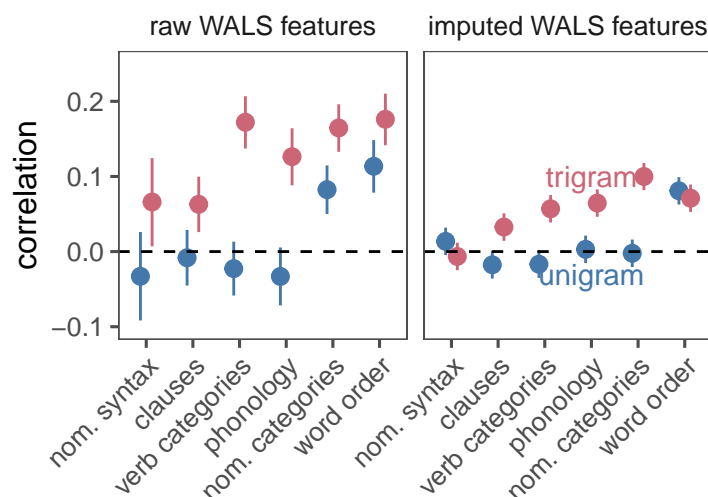 raw WALS features
imputed WALS features
correlation
0.2
0.1
0.0
−0.1
trigram
unigram
nom. syntax
clauses
verb categories
phonology
nom. categories
word order
nom. syntax
clauses
verb categories
phonology
nom. categories
word order